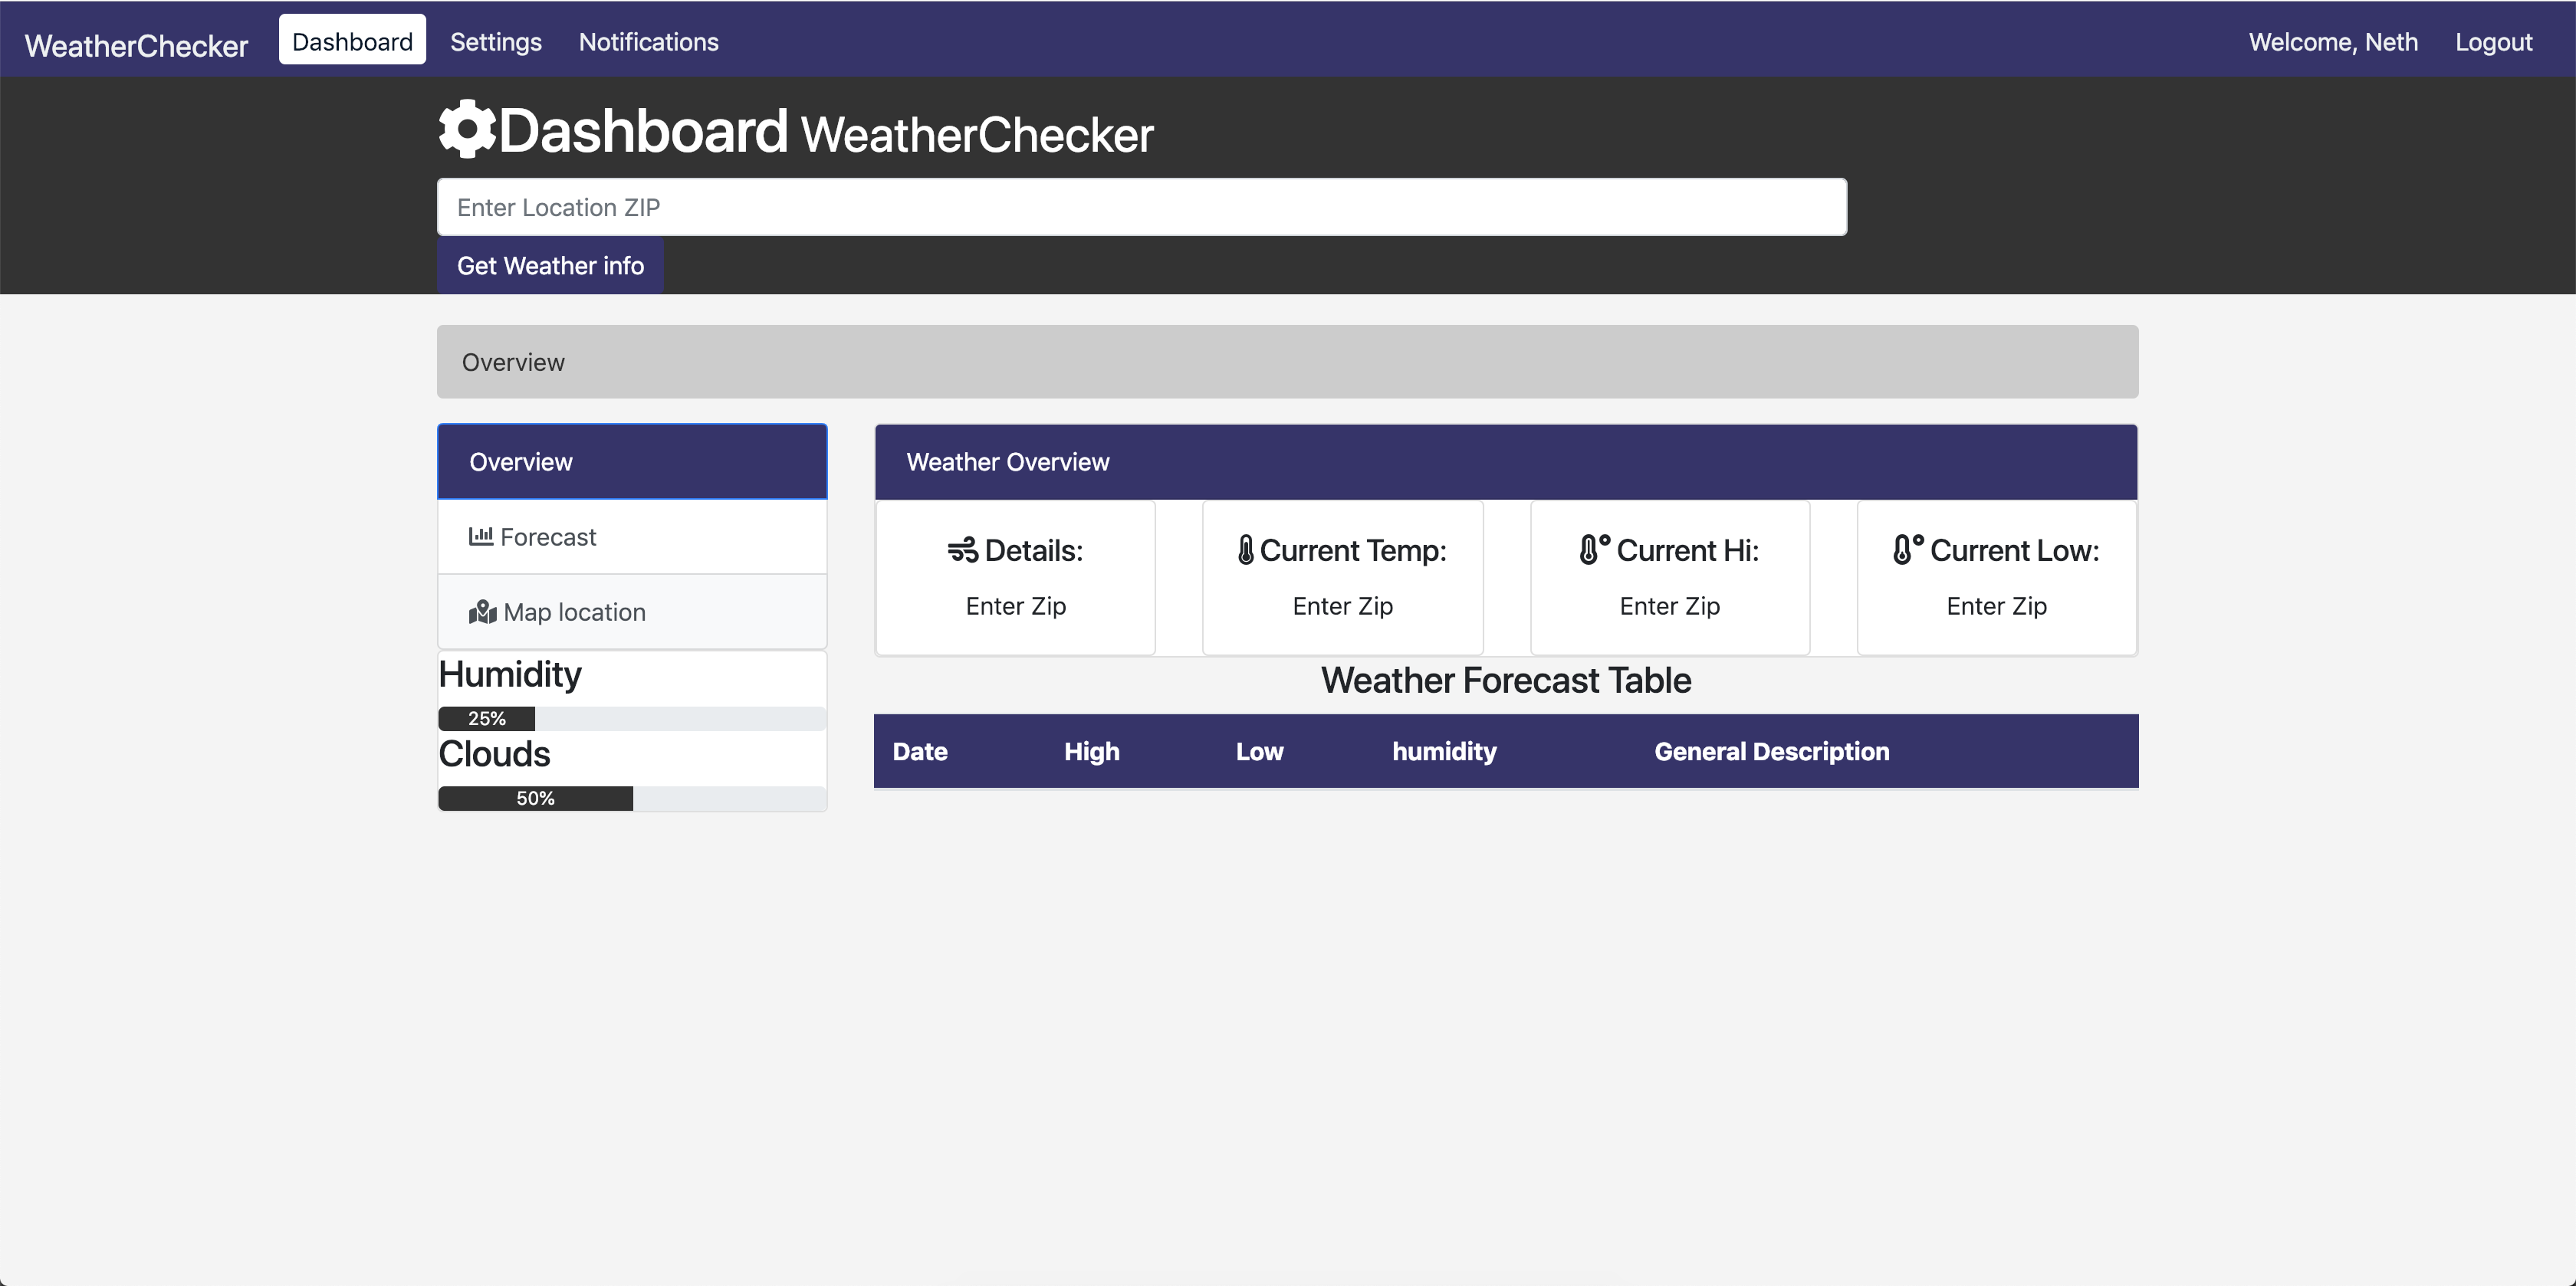 WeatherChecker Dashboard Settings Notifications Welcome, Neth Logout
Dashboard WeatherChecker
Enter Location ZIP
Get Weather info
Overview
Overview
Forecast
Map location
Humidity
25%
Clouds
50%
Weather Overview
Details: Current Temp: Current Hi: Current Low:
Enter Zip Enter Zip Enter Zip Enter Zip
Weather Forecast Table
Date High Low humidity General Description